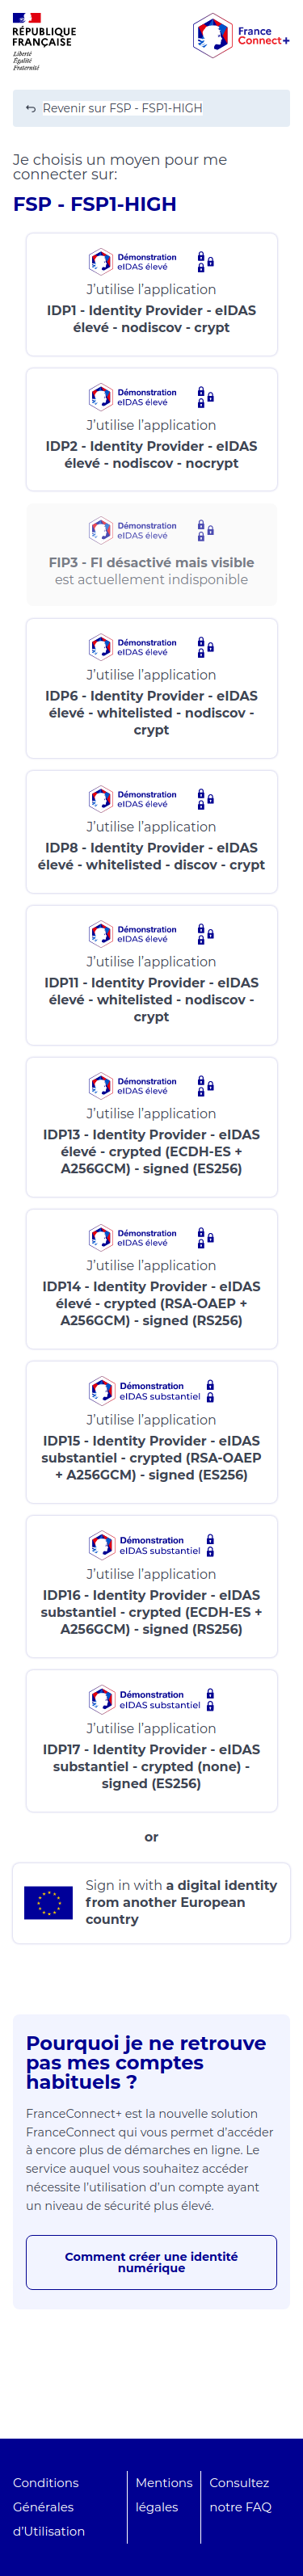 RÉPUBLIQUE
FRANÇAISE
Liberté
Égalité
Fraternité
France
Connect+
Revenir sur FSP - FSP1-HIGH
Je choisis un moyen pour me
connecter sur:
FSP - FSP1-HIGH
Démonstration
eIDAS élevé
J’utilise l’application
IDP1 - Identity Provider - eIDAS
élevé - nodiscov - crypt
Démonstration
eIDAS élevé
J’utilise l’application
IDP2 - Identity Provider - eIDAS
élevé - nodiscov - nocrypt
Démonstration
eIDAS élevé
FIP3 - FI désactivé mais visible
est actuellement indisponible
Démonstration
eIDAS élevé
J’utilise l’application
IDP6 - Identity Provider - eIDAS
élevé - whitelisted - nodiscov -
crypt
Démonstration
eIDAS élevé
J’utilise l’application
IDP8 - Identity Provider - eIDAS
élevé - whitelisted - discov - crypt
Démonstration
eIDAS élevé
J’utilise l’application
IDP11 - Identity Provider - eIDAS
élevé - whitelisted - nodiscov -
crypt
Démonstration
eIDAS élevé
J’utilise l’application
IDP13 - Identity Provider - eIDAS
élevé - crypted (ECDH-ES +
A256GCM) - signed (ES256)
Démonstration
eIDAS élevé
J’utilise l’application
IDP14 - Identity Provider - eIDAS
élevé - crypted (RSA-OAEP +
A256GCM) - signed (RS256)
Démonstration
eIDAS substantiel
J’utilise l’application
IDP15 - Identity Provider - eIDAS
substantiel - crypted (RSA-OAEP
+ A256GCM) - signed (ES256)
Démonstration
eIDAS substantiel
J’utilise l’application
IDP16 - Identity Provider - eIDAS
substantiel - crypted (ECDH-ES +
A256GCM) - signed (RS256)
Démonstration
eIDAS substantiel
J’utilise l’application
IDP17 - Identity Provider - eIDAS
substantiel - crypted (none) -
signed (ES256)
or
Sign in with a digital identity
from another European
country
Pourquoi je ne retrouve
pas mes comptes
habituels ?
FranceConnect+ est la nouvelle solution
FranceConnect qui vous permet d’accéder
à encore plus de démarches en ligne. Le
service auquel vous souhaitez accéder
nécessite l’utilisation d’un compte ayant
un niveau de sécurité plus élevé.
Comment créer une identité
numérique
Conditions
Générales
d’Utilisation
Mentions
légales
Consultez
notre FAQ